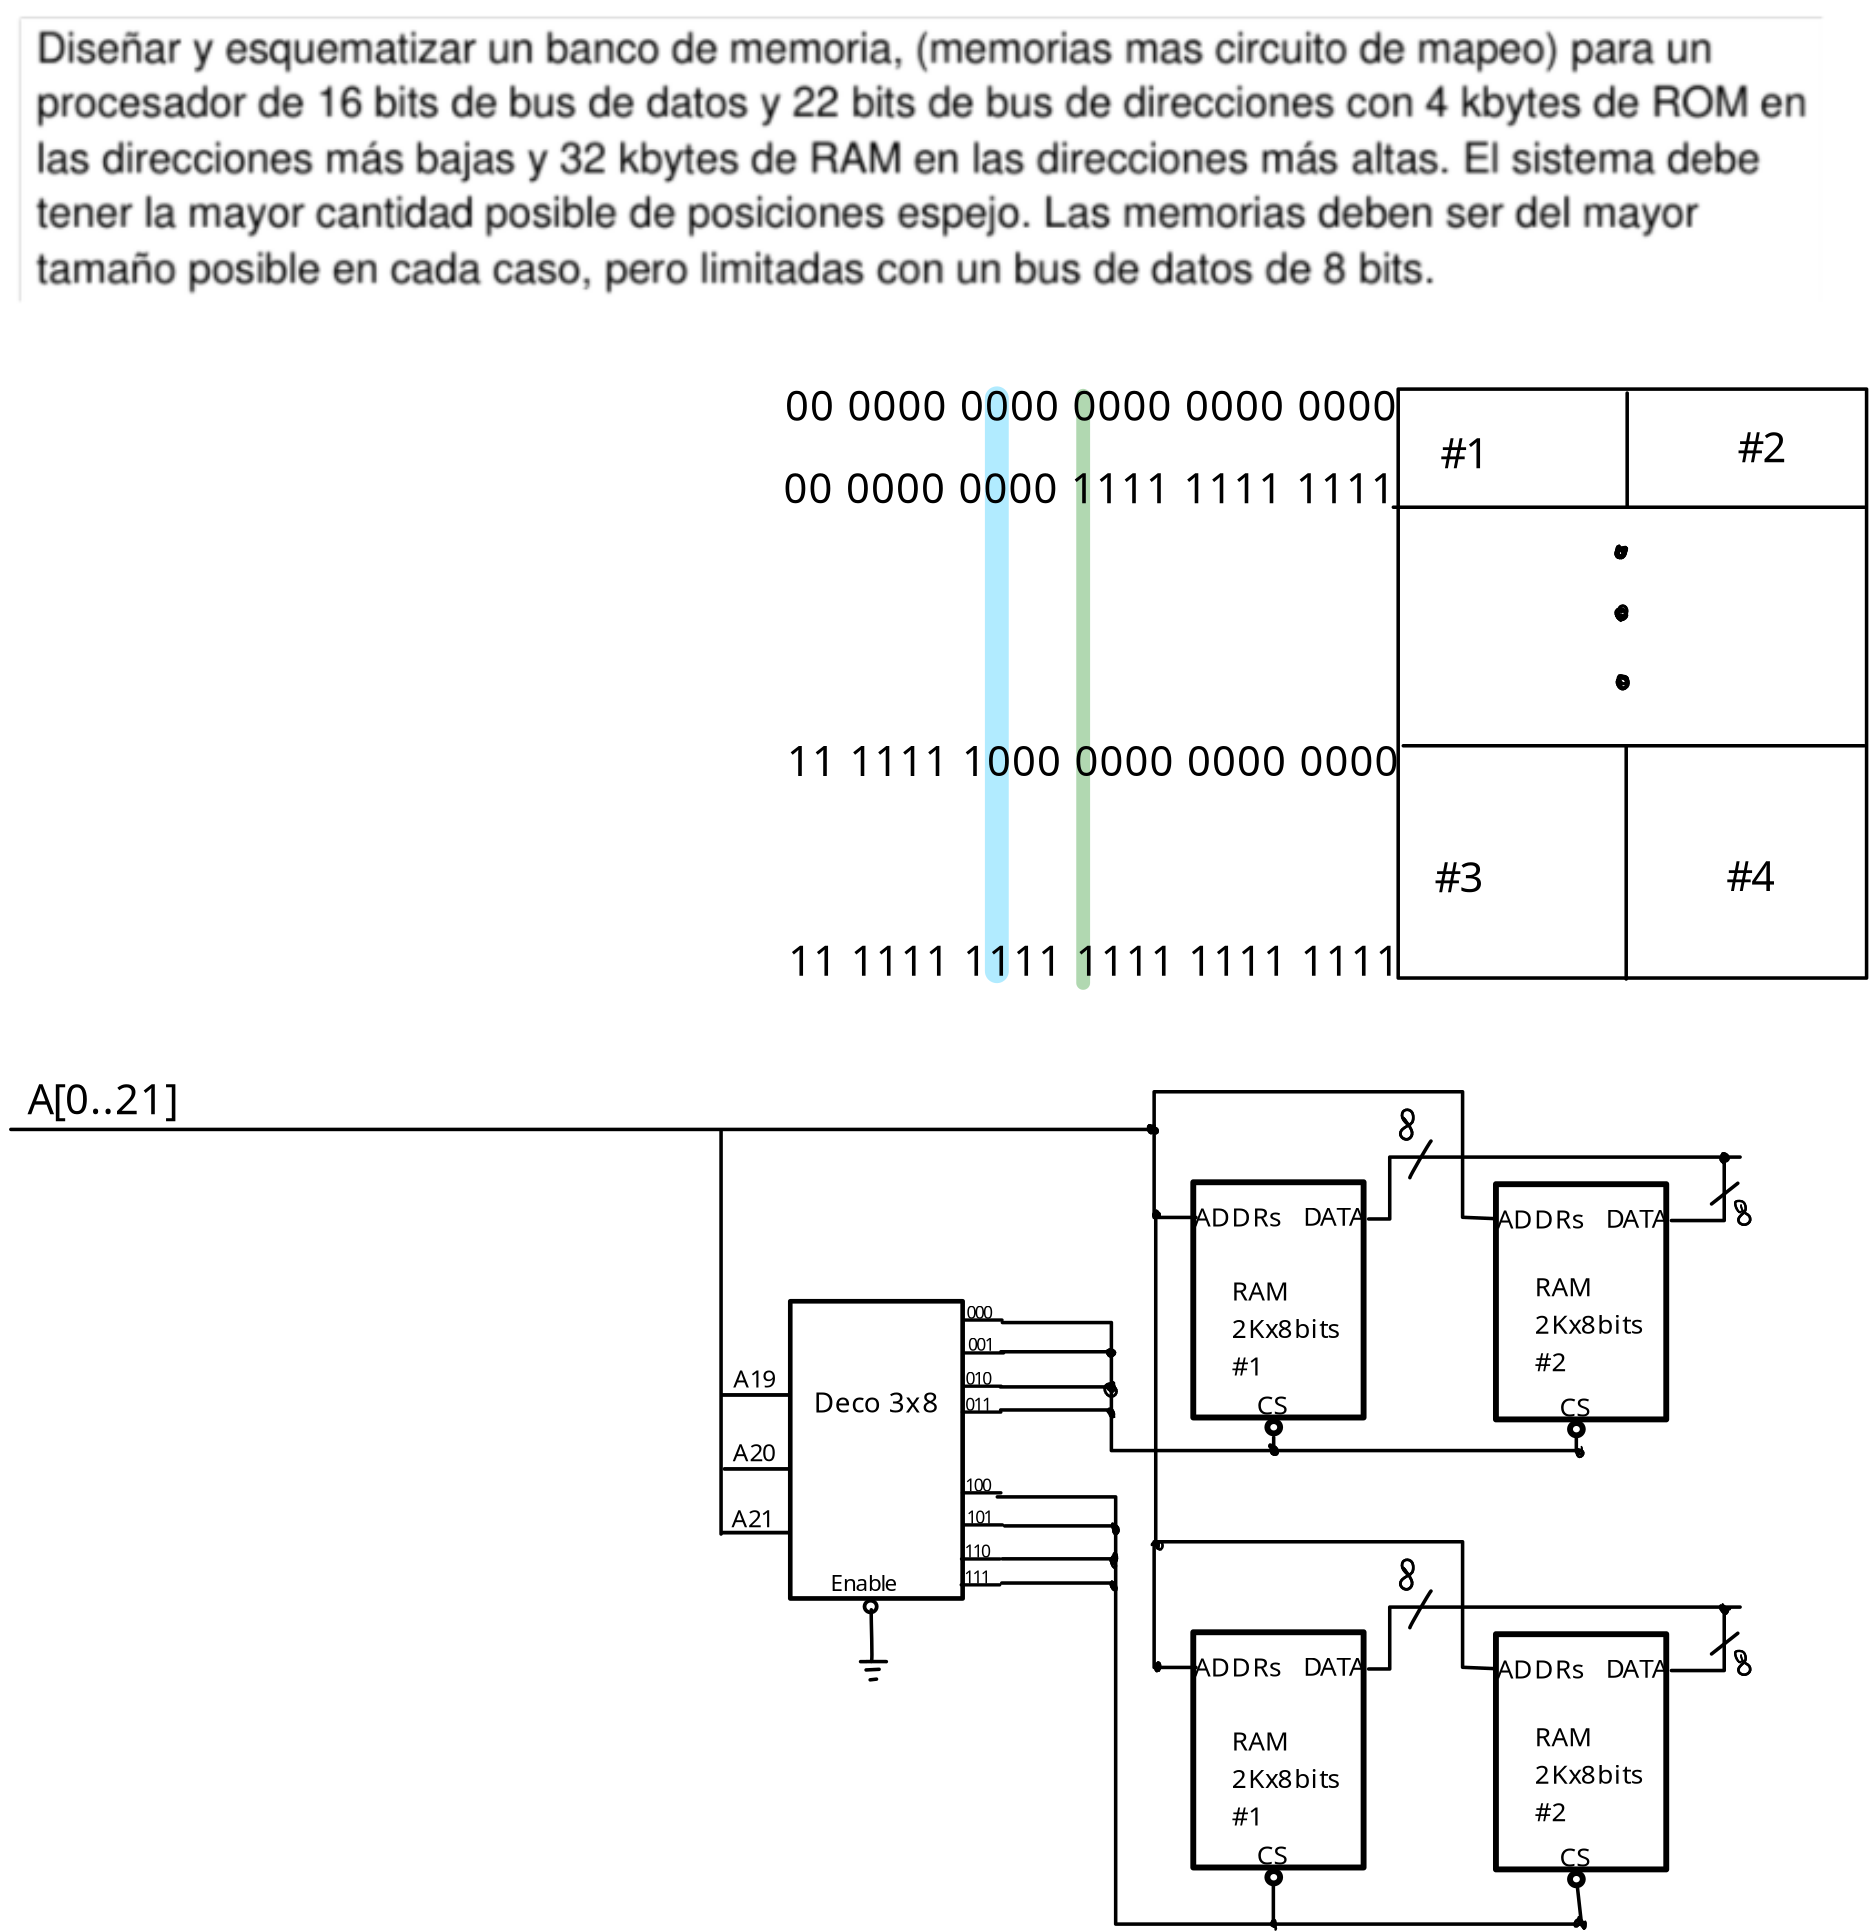 Diseñar y esquematizar un banco de memoria, (memorias mas circuito de mapeo) para un
procesador de 16 bits de bus de datos y 22 bits de bus de direcciones con 4 kbytes de ROM en
las direcciones más bajas y 32 kbytes de RAM en las direcciones más altas. El sistema debe
tener la mayor cantidad posible de posiciones espejo. Las memorias deben ser del mayor
tamaño posible en cada caso, pero limitadas con un bus de datos de 8 bits.
00 0000 0000 0000 0000 0000
#1
#2
00 0000 0000 1111 1111 1111
11 1111 1000 0000 0000 0000
#3
#4
11 1111 1111 1111 1111 1111
A[0..21]
8
ADDRs DATA
RAM
2Kx8bits
#1
CS
ADDRs DATA
8
RAM
2Kx8bits
#2
CS
000
001
010
011
100
101
110
111
A19
A20
A21
Deco 3x8
Enable
8
ADDRs DATA
RAM
2Kx8bits
#1
CS
ADDRs DATA
8
RAM
2Kx8bits
#2
CS